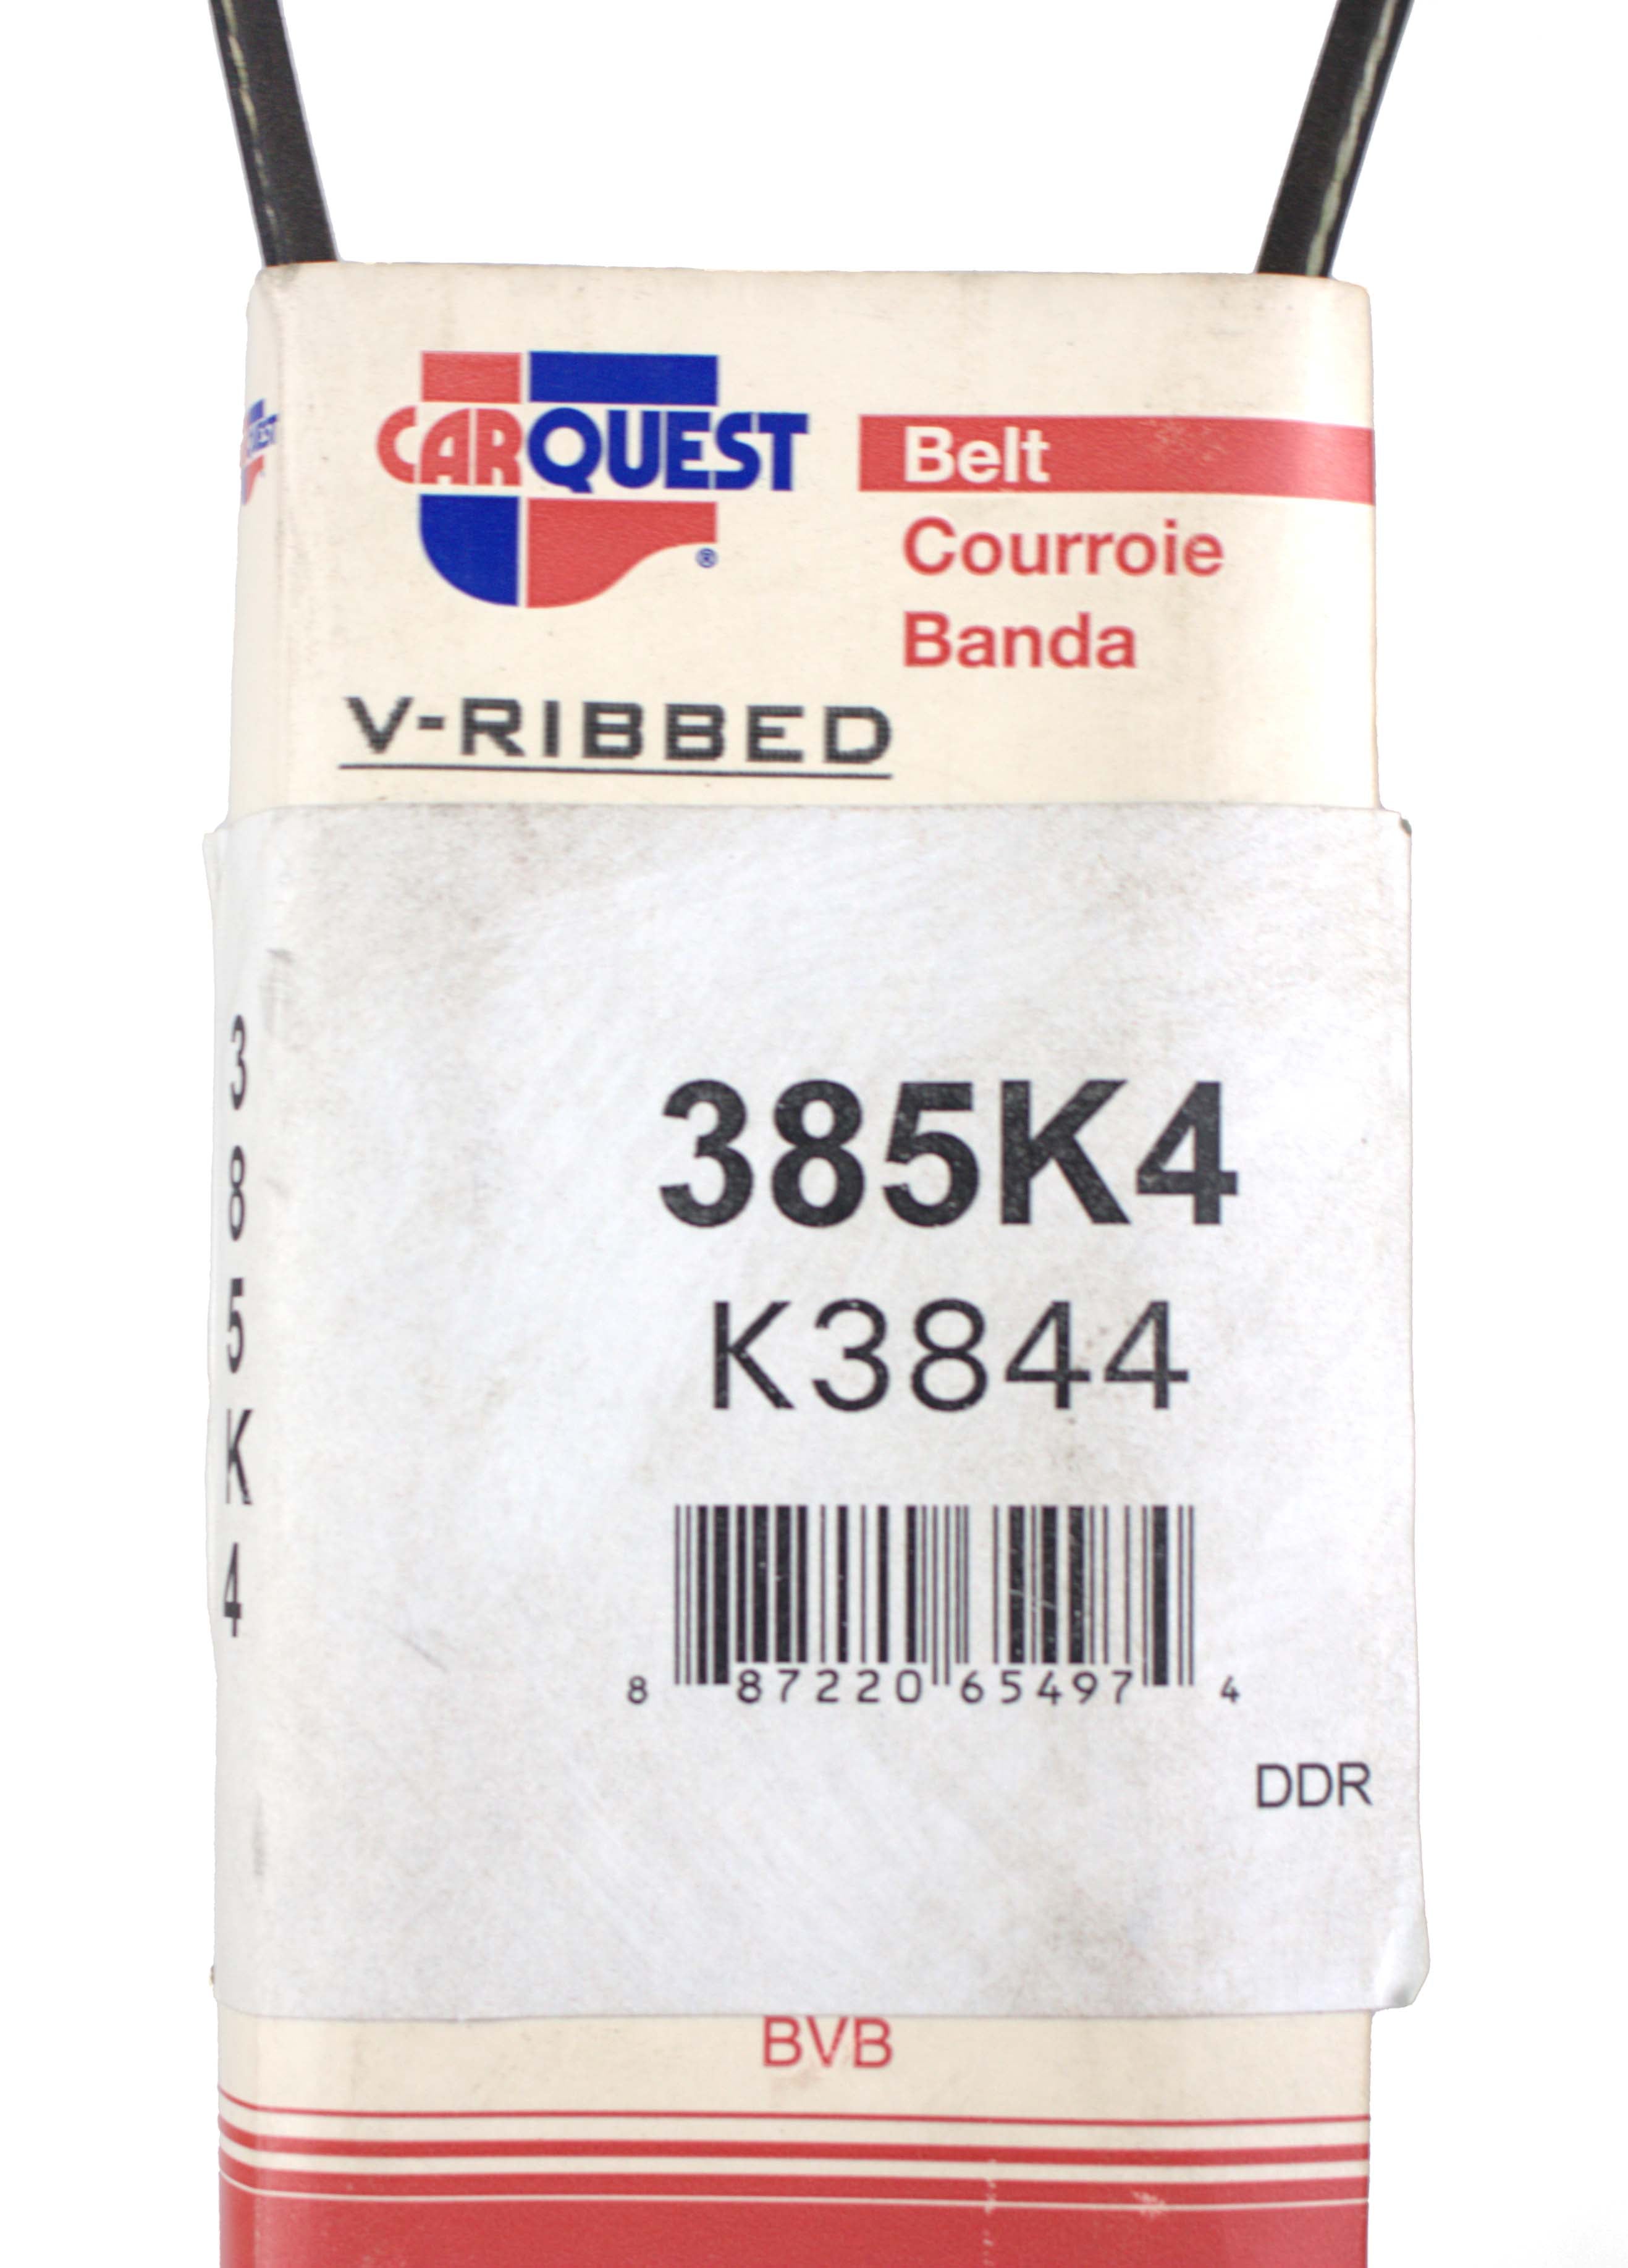 CARQUEST
®
Belt
Courroie
Banda
V-RIBBED
385K4
K3844
8 87220 65497 4
DDR
BVB
3
8
5
K
4